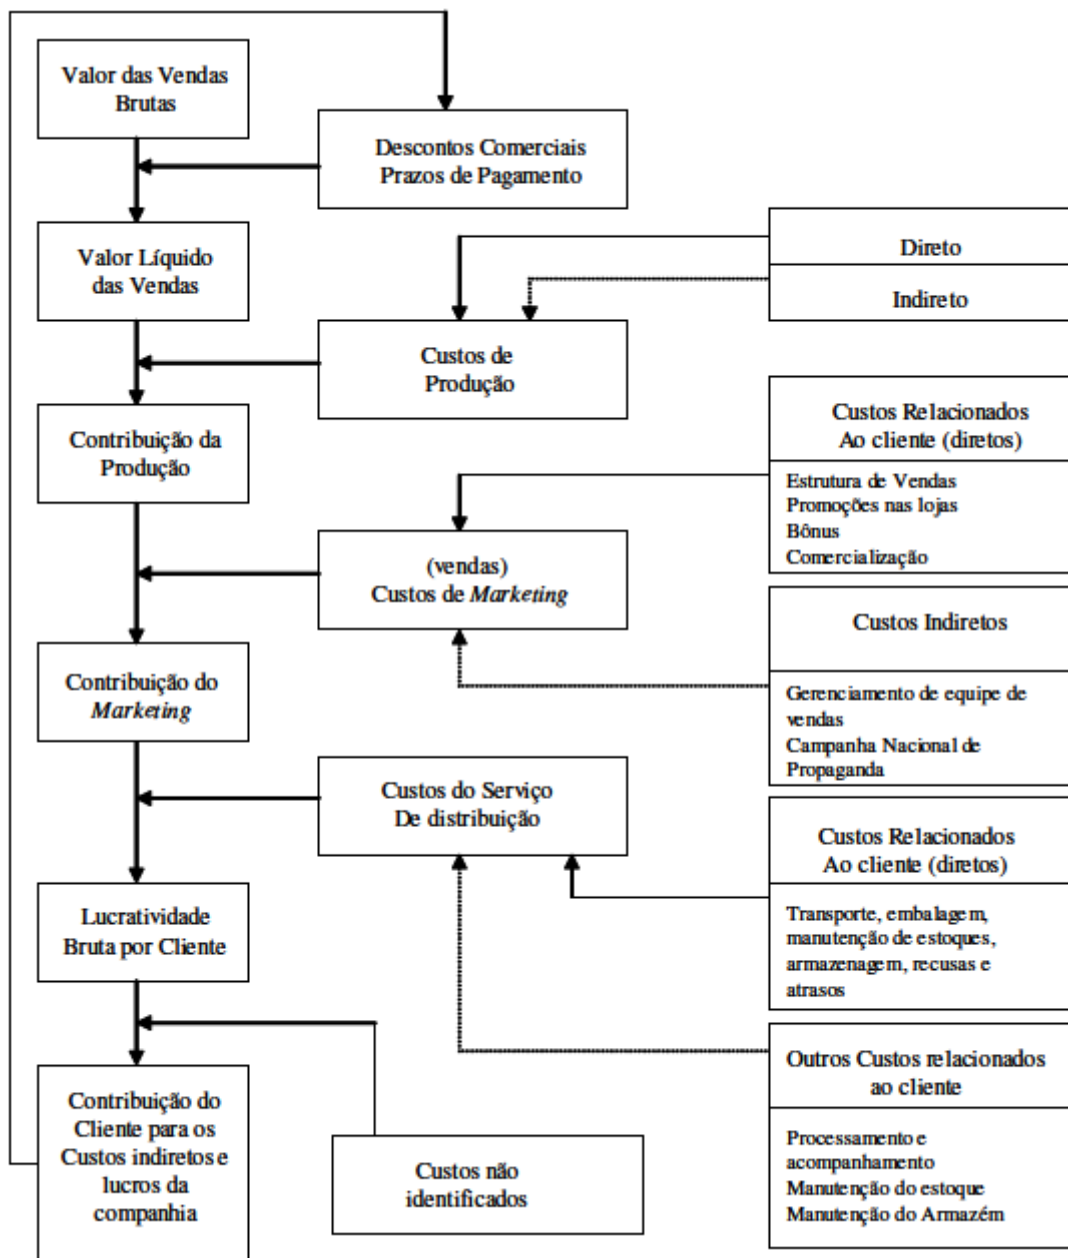 Valor das Vendas
Brutas
Descontos Comerciais
Prazos de Pagamento
Valor Líquido
das Vendas
Direto
Indireto
Custos de
Produção
Contribuição da
Produção
Custos Relacionados
Ao cliente (diretos)
Estrutura de Vendas
Promoções nas lojas
Bônus
Comercialização
(vendas)
Custos de Marketing
Custos Indiretos
Gerenciamento de equipe de
vendas
Campanha Nacional de
Propaganda
Contribuição do
Marketing
Custos do Serviço
De distribuição
Custos Relacionados
Ao cliente (diretos)
Transporte, embalagem,
manutenção de estoques,
armazenagem, recusas e
atrasos
Lucratividade
Bruta por Cliente
Outros Custos relacionados
ao cliente
Processamento e
acompanhamento
Manutenção do estoque
Manutenção do Armazém
Contribuição do
Cliente para os
Custos indiretos e
lucros da
companhia
Custos não
identificados